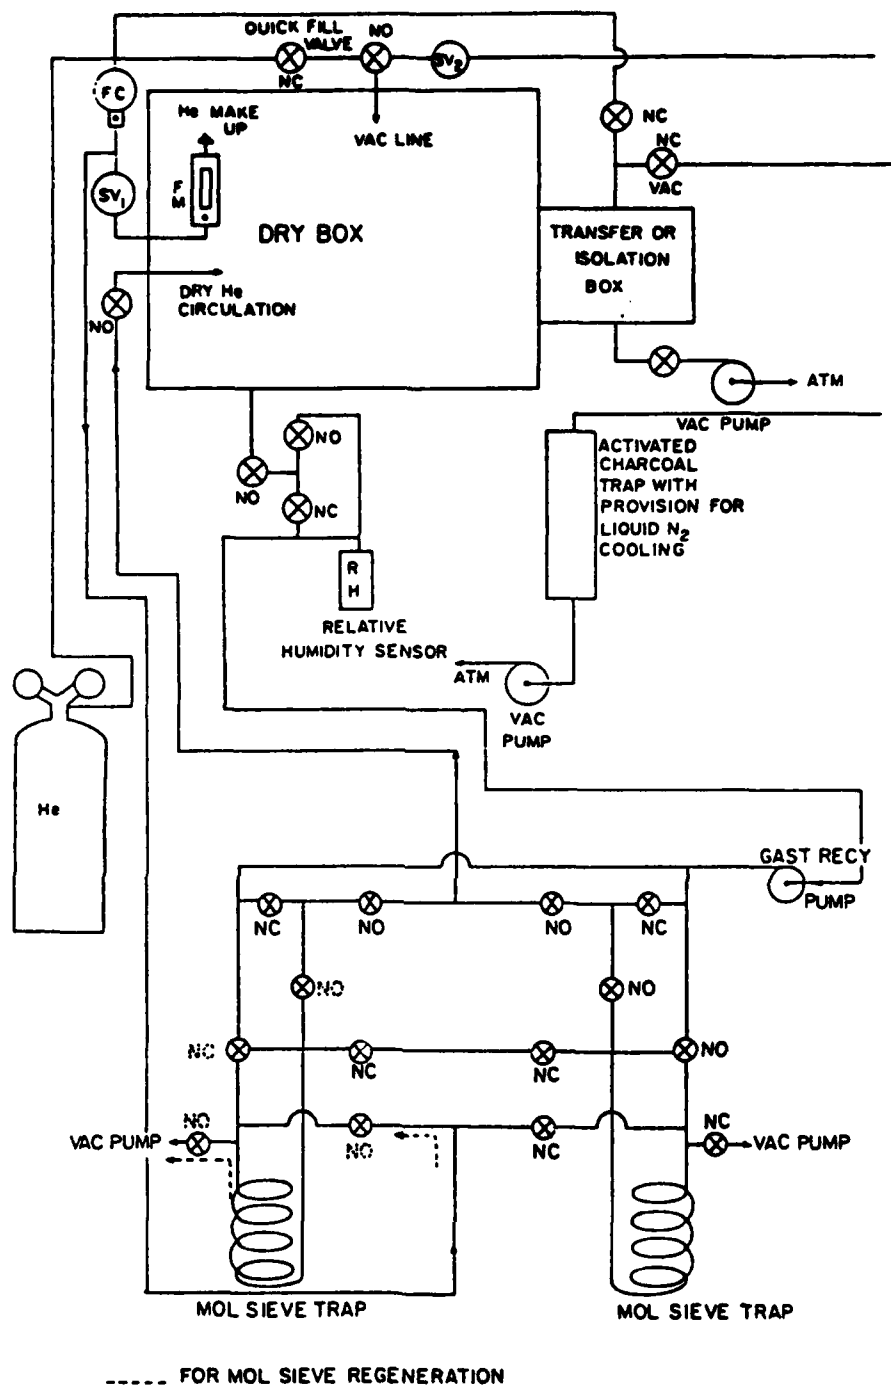 QUICK FILL
VALVE
NO
NC
SV2
FC
He MAKE
UP
VAC LINE
NC
NC
VAC
SV1
F
M
DRY BOX
TRANSFER OR
ISOLATION
BOX
DRY He
CIRCULATION
NO
ATM
VAC PUMP
NO
NO
NC
ACTIVATED
CHARCOAL
TRAP WITH
PROVISION FOR
LIQUID N2
COOLING
R
H
RELATIVE
HUMIDITY SENSOR
ATM
VAC
PUMP
He
GAST RECY
PUMP
NC
NO
NO
NC
NO
NO
NC
NC
NC
NO
NO
NO
NC
NC
VAC PUMP
VAC PUMP
MOL SIEVE TRAP
MOL SIEVE TRAP
----- FOR MOL SIEVE REGENERATION